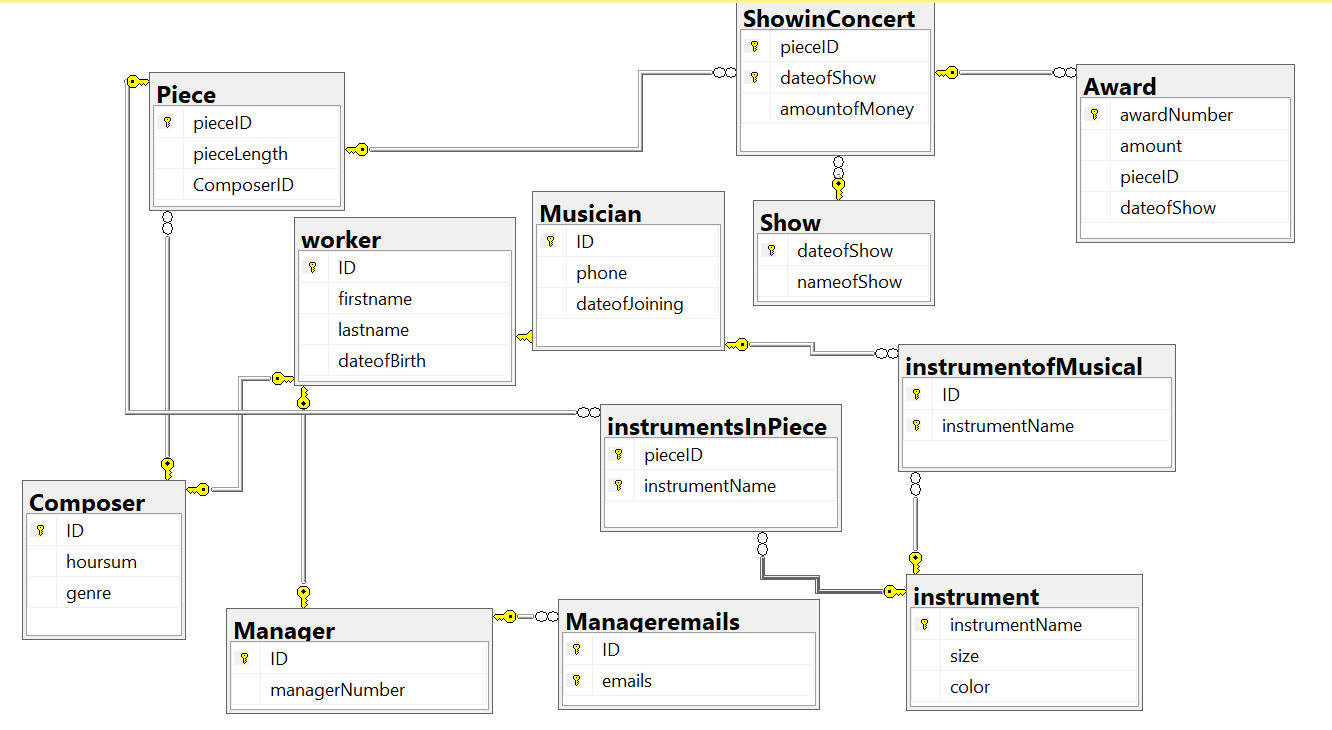 ShowinConcert
pieceID
dateofShow
amountofMoney
Piece
pieceID
pieceLength
ComposerID
Award
awardNumber
amount
pieceID
dateofShow
Musician
ID
phone
dateofJoining
Show
dateofShow
nameofShow
worker
ID
firstname
lastname
dateofBirth
instrumentofMusical
ID
instrumentName
instrumentsInPiece
pieceID
instrumentName
Composer
ID
hoursum
genre
instrument
instrumentName
size
color
Manager
ID
managerNumber
Manageremails
ID
emails